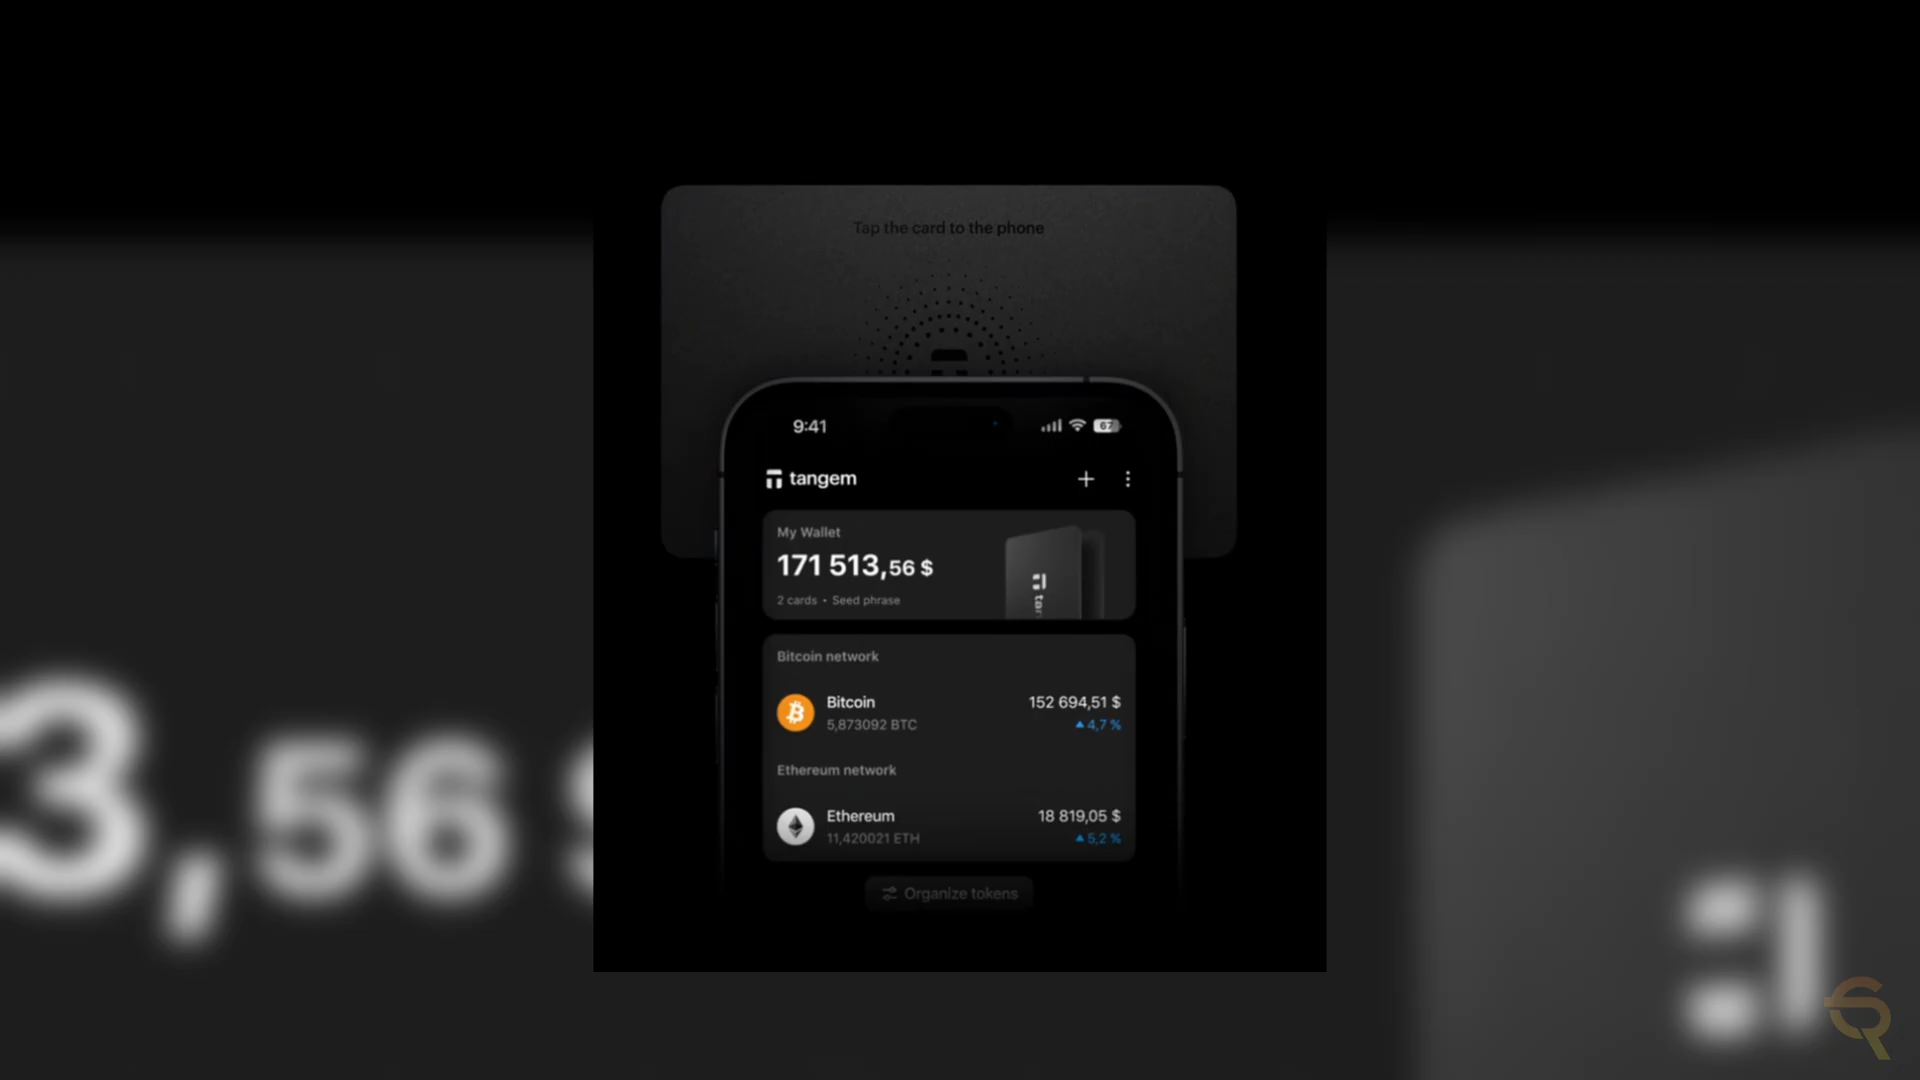 Tap the card to the phone
9:41
67
tangem
My Wallet
171 513,56 $
2 cards • Seed phrase
tar
Bitcoin network
Bitcoin
152 694,51 $
5,873092 BTC
4,7 %
Ethereum network
Ethereum
18 819,05 $
11,420021 ETH
5,2 %
Organize tokens
3,56 $